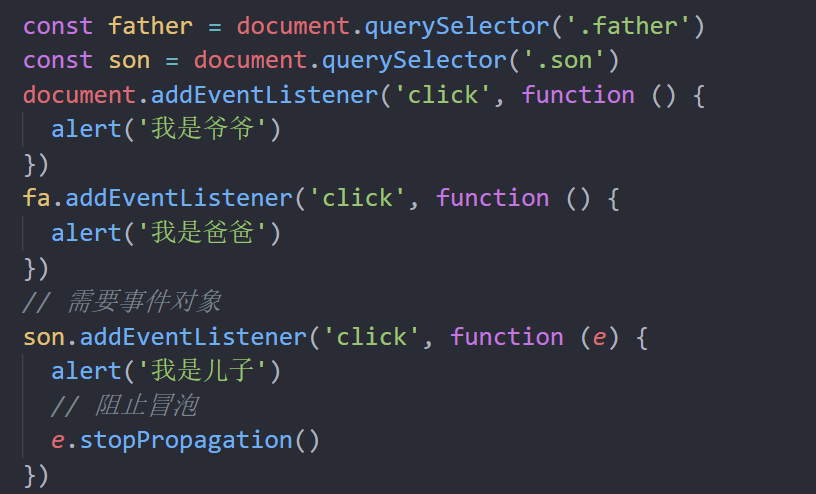 const father = document.querySelector('.father')
const son = document.querySelector('.son')
document.addEventListener('click', function () {
  alert('我是爷爷')
})
fa.addEventListener('click', function () {
  alert('我是爸爸')
})
// 需要事件对象
son.addEventListener('click', function (e) {
  alert('我是儿子')
  // 阻止冒泡
  e.stopPropagation()
})